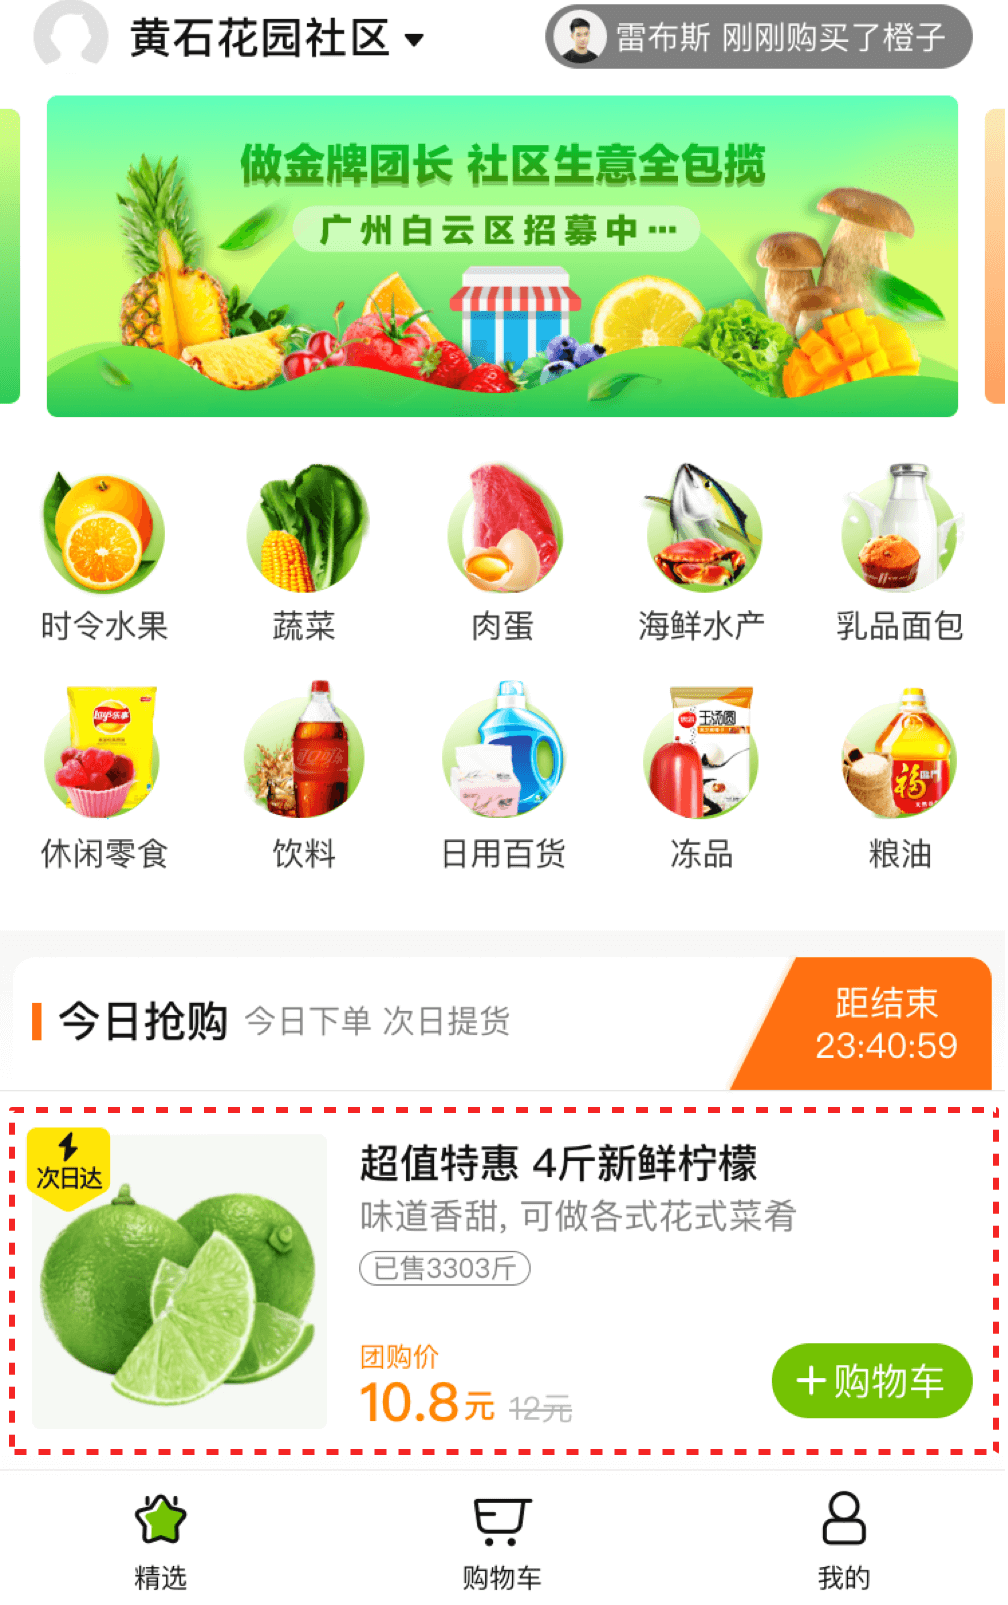 黄石花园社区
雷布斯 刚刚购买了橙子
做金牌团长 社区生意全包揽
广州白云区招募中···
时令水果
蔬菜
肉蛋
海鲜水产
乳品面包
乐事
玉汤圆
福
休闲零食
饮料
日用百货
冻品
粮油
今日抢购 今日下单 次日提货
距结束
23:40:59
次日达
超值特惠 4斤新鲜柠檬
味道香甜, 可做各式花式菜肴
已售3303斤
团购价
10.8元 12元
+购物车
精选
购物车
我的